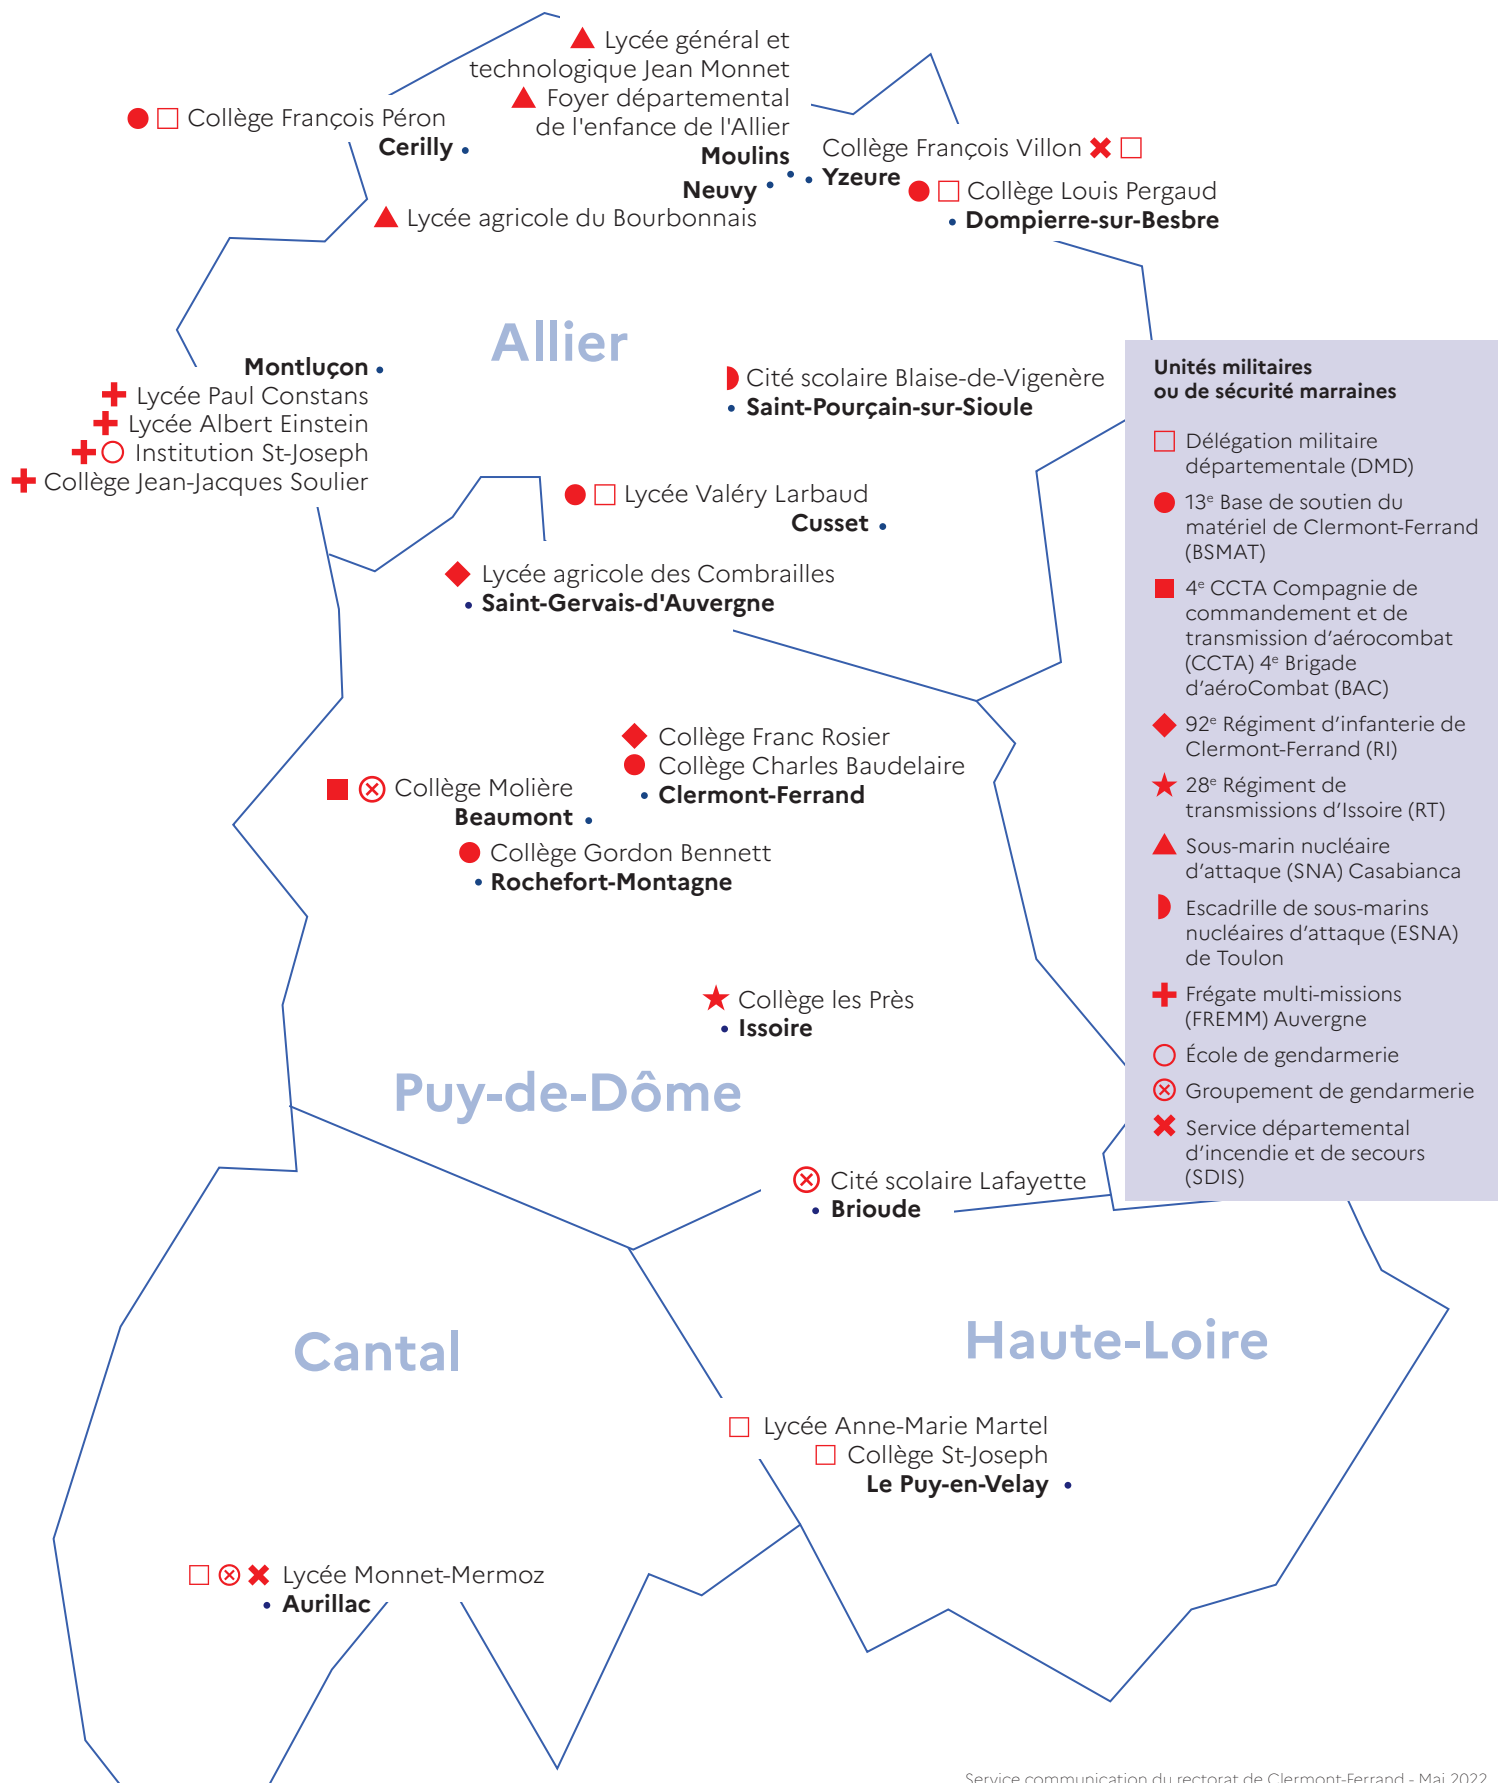 Lycée général et
technologique Jean Monnet
Foyer départemental
de l'enfance de l'Allier
Moulins
Collège François Péron
Cerilly
Collège François Villon
Yzeure
Neuvy
Lycée agricole du Bourbonnais
Collège Louis Pergaud
Dompierre-sur-Besbre
Allier
Montluçon
Lycée Paul Constans
Lycée Albert Einstein
Institution St-Joseph
Collège Jean-Jacques Soulier
Cité scolaire Blaise-de-Vigenère
Saint-Pourçain-sur-Sioule
Lycée Valéry Larbaud
Cusset
Lycée agricole des Combrailles
Saint-Gervais-d'Auvergne
Collège Franc Rosier
Collège Charles Baudelaire
Clermont-Ferrand
Collège Molière
Beaumont
Collège Gordon Bennett
Rochefort-Montagne
Collège les Près
Issoire
Puy-de-Dôme
Cité scolaire Lafayette
Brioude
Cantal
Haute-Loire
Lycée Anne-Marie Martel
Collège St-Joseph
Le Puy-en-Velay
Lycée Monnet-Mermoz
Aurillac
Unités militaires
ou de sécurité marraines
Délégation militaire
départementale (DMD)
13e Base de soutien du
matériel de Clermont-Ferrand
(BSMAT)
4e CCTA Compagnie de
commandement et de
transmission d'aérocombat
(CCTA) 4e Brigade
d'aéroCombat (BAC)
92e Régiment d'infanterie de
Clermont-Ferrand (RI)
28e Régiment de
transmissions d'Issoire (RT)
Sous-marin nucléaire
d'attaque (SNA) Casabianca
Escadrille de sous-marins
nucléaires d'attaque (ESNA)
de Toulon
Frégate multi-missions
(FREMM) Auvergne
École de gendarmerie
Groupement de gendarmerie
Service départemental
d'incendie et de secours
(SDIS)
Service communication du rectorat de Clermont-Ferrand - Mai 2022